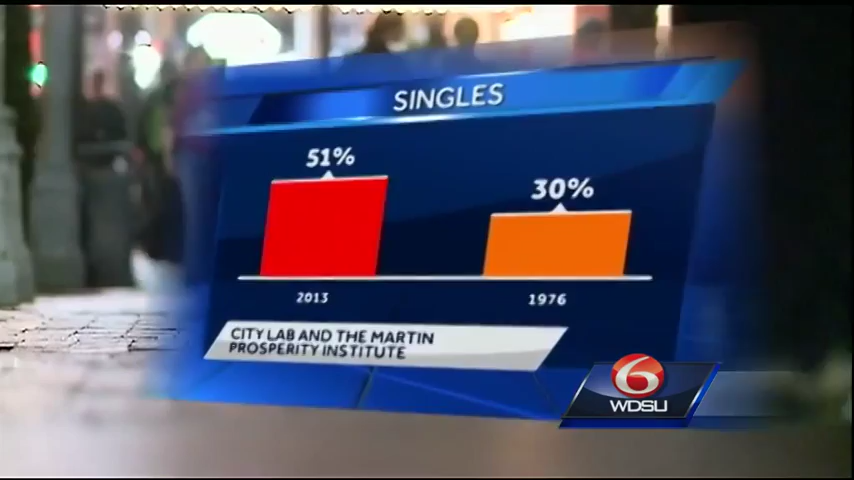 SINGLES
51%
30%
2013
1976
CITY LAB AND THE MARTIN
PROSPERITY INSTITUTE
6
WDSU